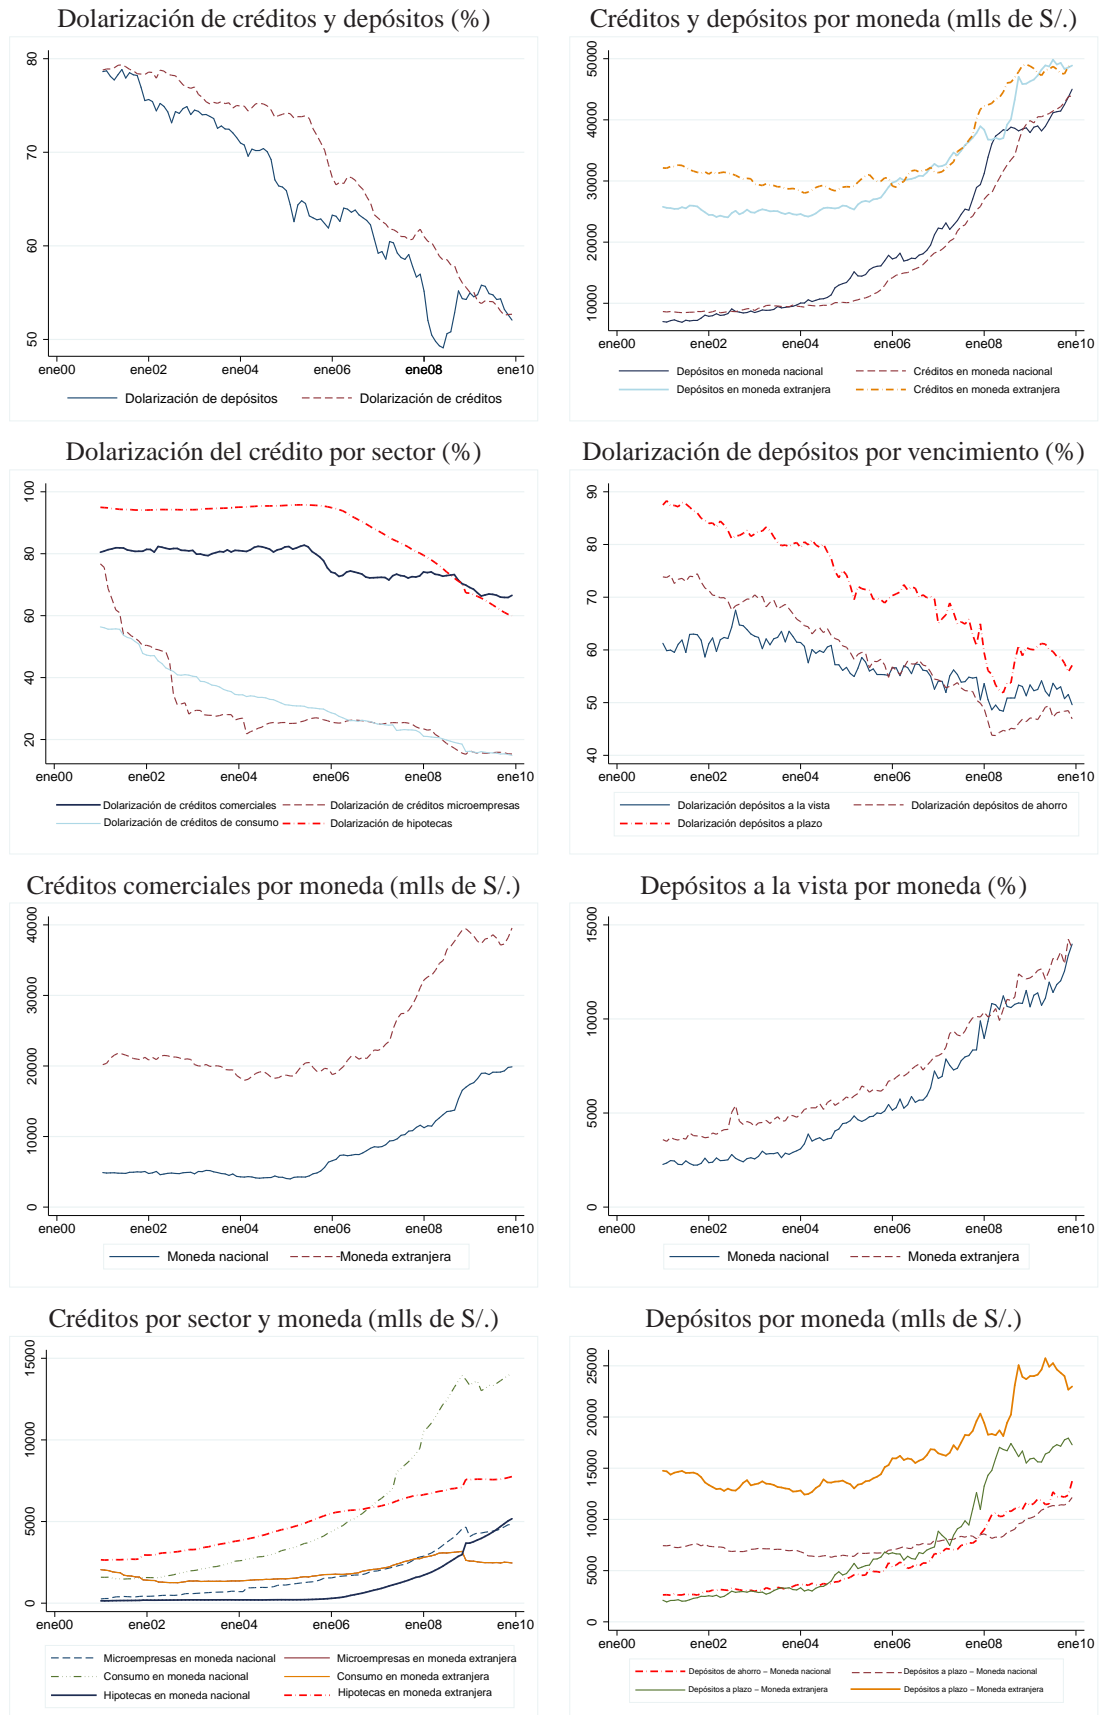 Dolarización de créditos y depósitos (%)
80
70
60
50
ene00 ene02 ene04 ene06 ene08 ene10
Dolarización de depósitos Dolarización de créditos
Créditos y depósitos por moneda (mlls de S/.)
50000
40000
30000
20000
10000
ene00 ene02 ene04 ene06 ene08 ene10
Depósitos en moneda nacional Créditos en moneda nacional
Depósitos en moneda extranjera Créditos en moneda extranjera
Dolarización del crédito por sector (%)
100
80
60
40
20
ene00 ene02 ene04 ene06 ene08 ene10
Dolarización de créditos comerciales Dolarización de créditos microempresas
Dolarización de créditos de consumo Dolarización de hipotecas
Dolarización de depósitos por vencimiento (%)
90
80
70
60
50
40
ene00 ene02 ene04 ene06 ene08 ene10
Dolarización depósitos a la vista Dolarización depósitos de ahorro
Dolarización depósitos a plazo
Créditos comerciales por moneda (mlls de S/.)
40000
30000
20000
10000
0
ene00 ene02 ene04 ene06 ene08 ene10
Moneda nacional Moneda extranjera
Depósitos a la vista por moneda (%)
15000
10000
5000
0
ene00 ene02 ene04 ene06 ene08 ene10
Moneda nacional Moneda extranjera
Créditos por sector y moneda (mlls de S/.)
15000
10000
5000
0
ene00 ene02 ene04 ene06 ene08 ene10
Microempresas en moneda nacional Microempresas en moneda extranjera
Consumo en moneda nacional Consumo en moneda extranjera
Hipotecas en moneda nacional Hipotecas en moneda extranjera
Depósitos por moneda (mlls de S/.)
25000
20000
15000
10000
5000
0
ene00 ene02 ene04 ene06 ene08 ene10
Depósitos de ahorro – Moneda nacional Depósitos a plazo – Moneda nacional
Depósitos a plazo – Moneda extranjera Depósitos a plazo – Moneda extranjera